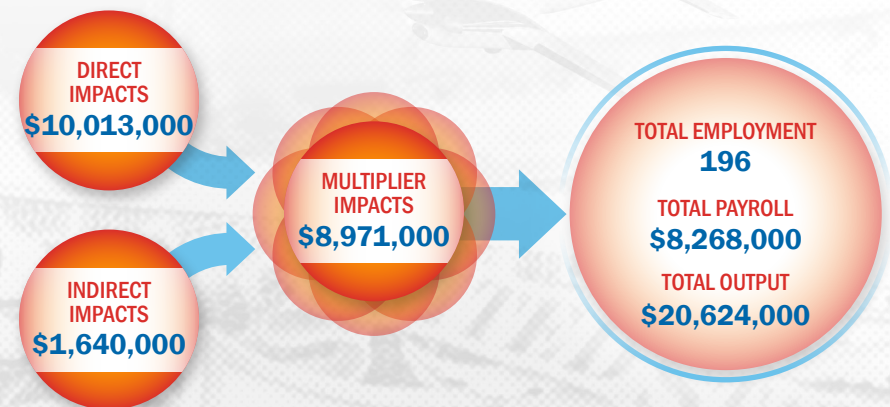 DIRECT
IMPACTS
$10,013,000
INDIRECT
IMPACTS
$1,640,000
MULTIPLIER
IMPACTS
$8,971,000
TOTAL EMPLOYMENT
196
TOTAL PAYROLL
$8,268,000
TOTAL OUTPUT
$20,624,000